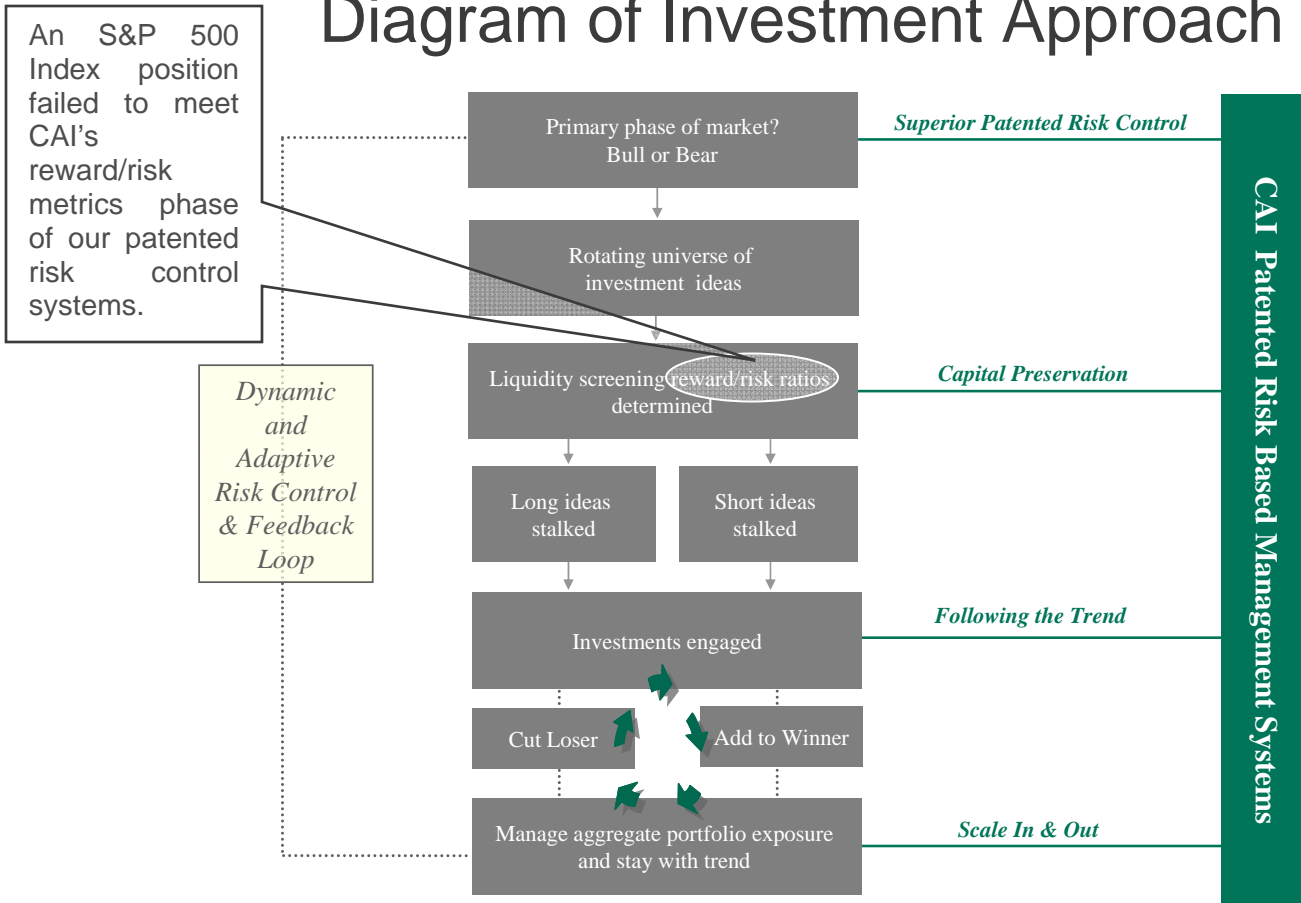 Diagram of Investment Approach
An S&P 500
Index position
failed to meet
CAI's
reward/risk
metrics phase
of our patented
risk control
systems.
Primary phase of market?
Bull or Bear
Superior Patented Risk Control
Rotating universe of
investment ideas
Liquidity screening reward/risk ratios
determined
Capital Preservation
Dynamic
and
Adaptive
Risk Control
& Feedback
Loop
Long ideas
stalked
Short ideas
stalked
Investments engaged
Following the Trend
Cut Loser
Add to Winner
Manage aggregate portfolio exposure
and stay with trend
Scale In & Out
CAI Patented Risk Based Management Systems